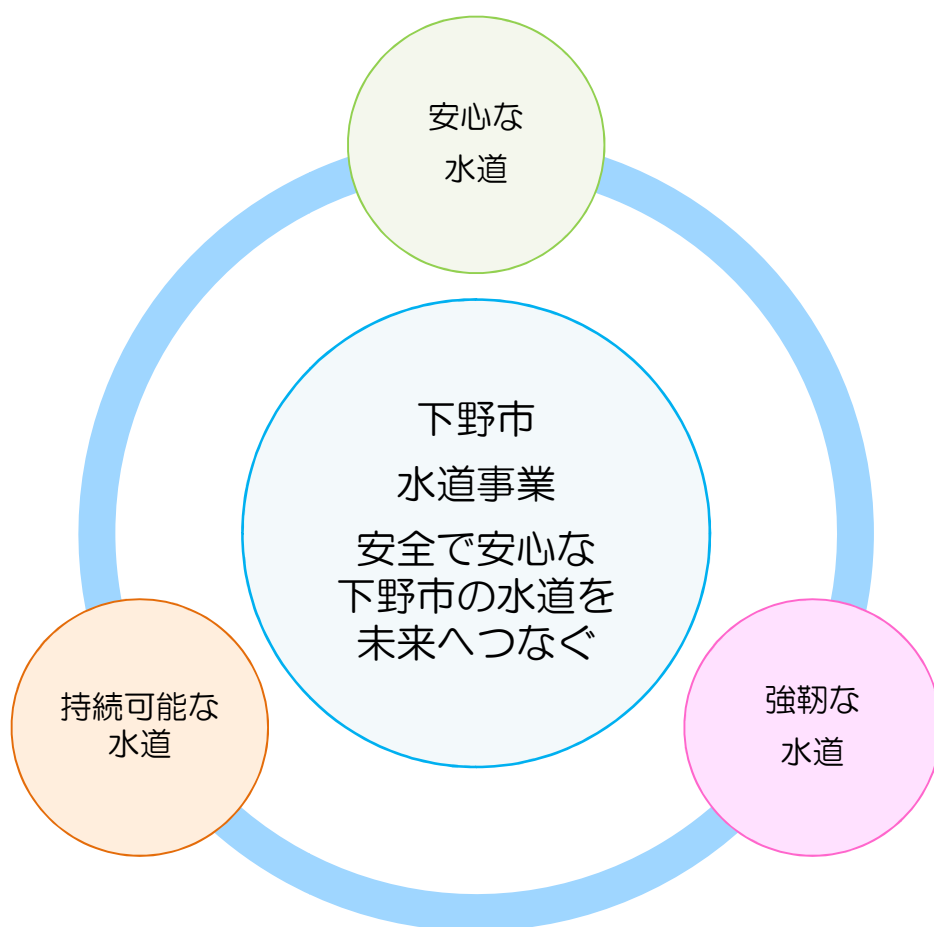 安心な
水道
下野市
水道事業
安全で安心な
下野市の水道を
未来へつなぐ
持続可能な
水道
強靭な
水道